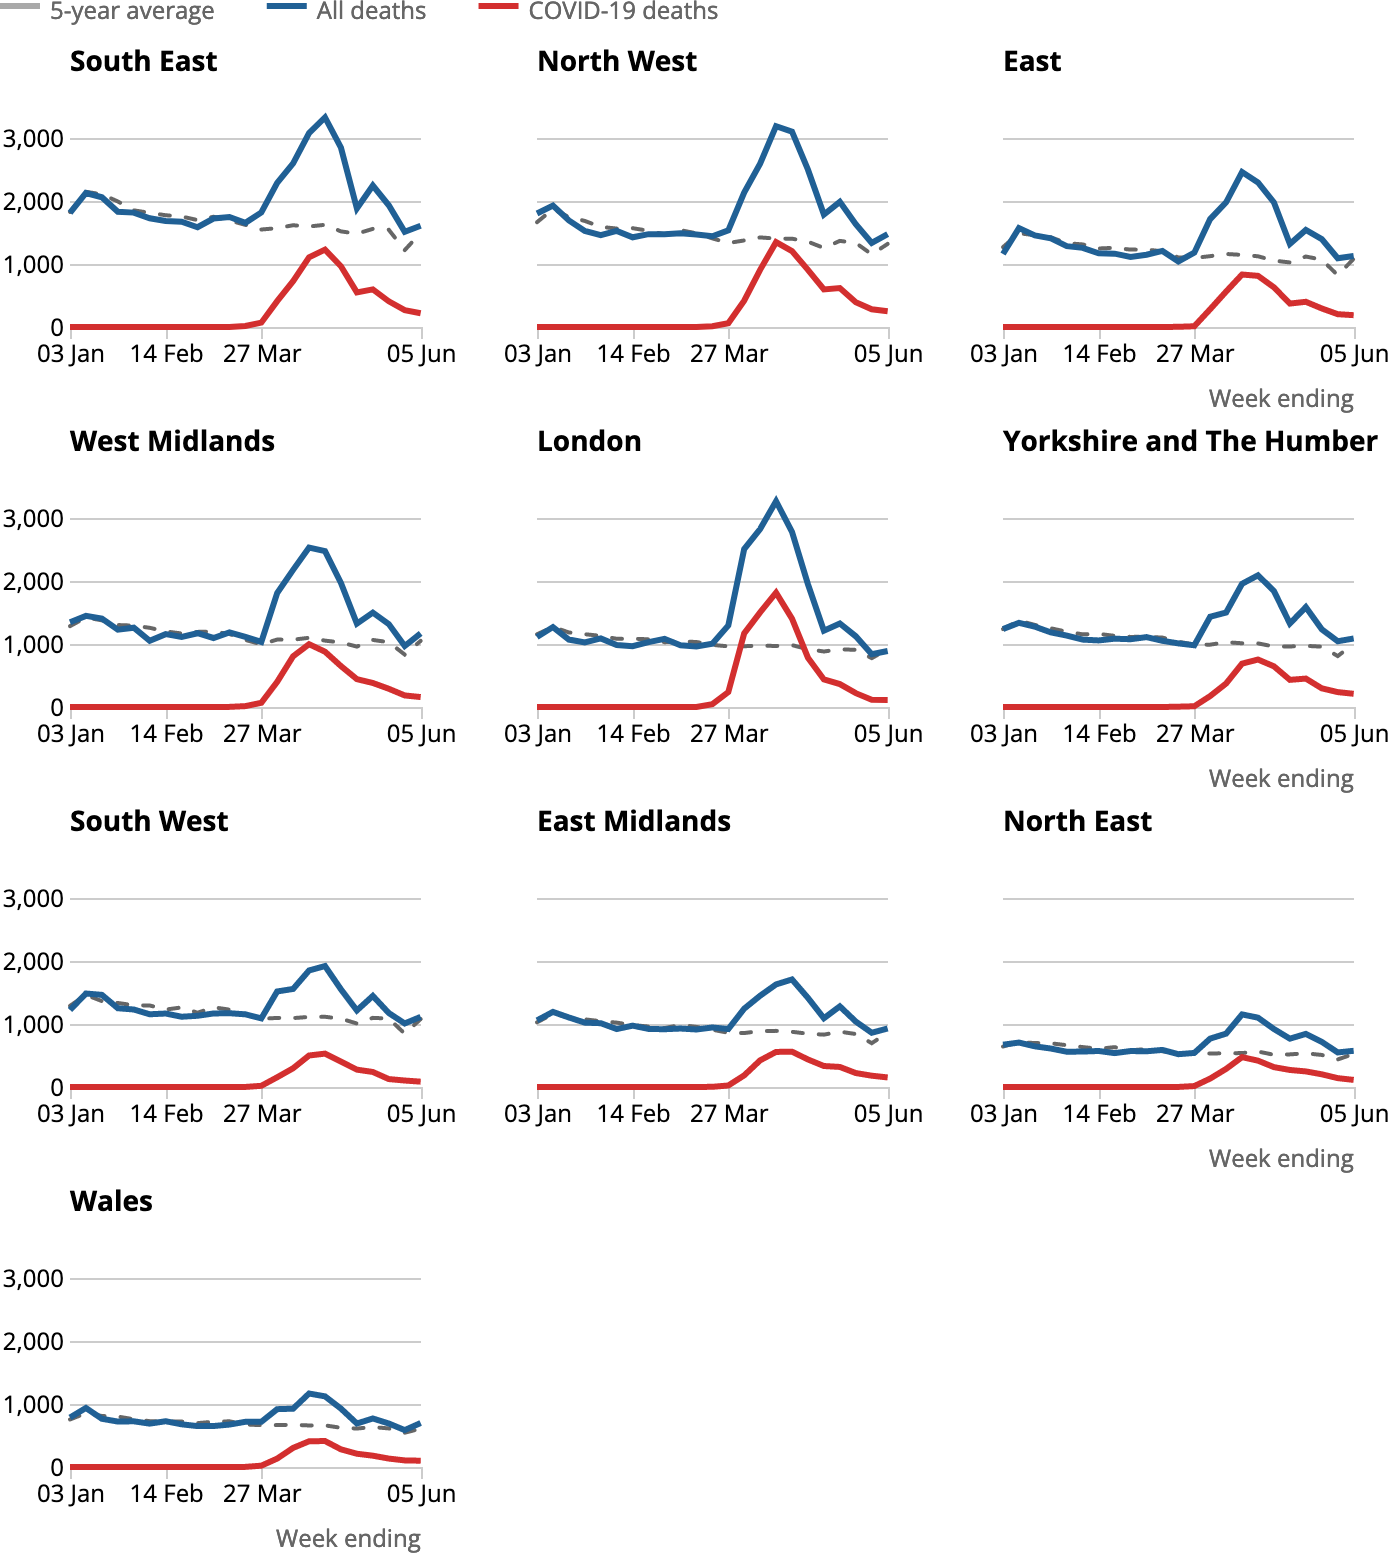 5-year average All deaths COVID-19 deaths
South East North West East
3,000
2,000
1,000
0
03 Jan 14 Feb 27 Mar 05 Jun 03 Jan 14 Feb 27 Mar 05 Jun 03 Jan 14 Feb 27 Mar 05 Jun
Week ending
West Midlands London Yorkshire and The Humber
3,000
2,000
1,000
0
03 Jan 14 Feb 27 Mar 05 Jun 03 Jan 14 Feb 27 Mar 05 Jun 03 Jan 14 Feb 27 Mar 05 Jun
Week ending
South West East Midlands North East
3,000
2,000
1,000
0
03 Jan 14 Feb 27 Mar 05 Jun 03 Jan 14 Feb 27 Mar 05 Jun 03 Jan 14 Feb 27 Mar 05 Jun
Week ending
Wales
3,000
2,000
1,000
0
03 Jan 14 Feb 27 Mar 05 Jun
Week ending